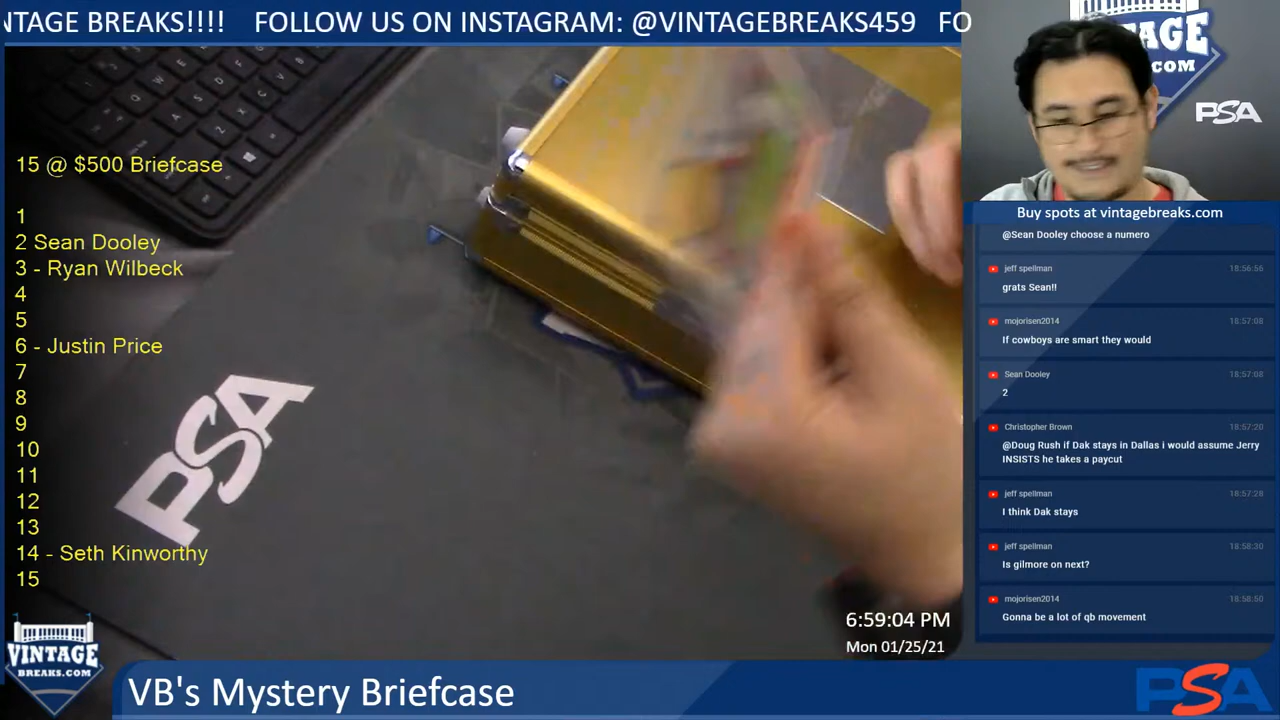 NTAGE BREAKS!!!! FOLLOW US ON INSTAGRAM: @VINTAGEBREAKS459 FO
15 @ $500 Briefcase
1
2 Sean Dooley
3 - Ryan Wilbeck
4
5
6 - Justin Price
7
8
9
10
11
12
13
14 - Seth Kinworthy
15
PSA
AGE
.COM
PSA
Buy spots at vintagebreaks.com
@Sean Dooley choose a numero
jeff spellman 18:56:56
grats Sean!!
mojorisen2014 18:57:08
If cowboys are smart they would
Sean Dooley 18:57:08
2
Christopher Brown 18:57:20
@Doug Rush if Dak stays in Dallas i would assume Jerry
INSISTS he takes a paycut
jeff spellman 18:57:28
I think Dak stays
jeff spellman 18:58:30
Is gilmore on next?
mojorisen2014 18:58:50
Gonna be a lot of qb movement
6:59:04 PM
Mon 01/25/21
VINTAGE
BREAKS.COM
VB's Mystery Briefcase
PSA